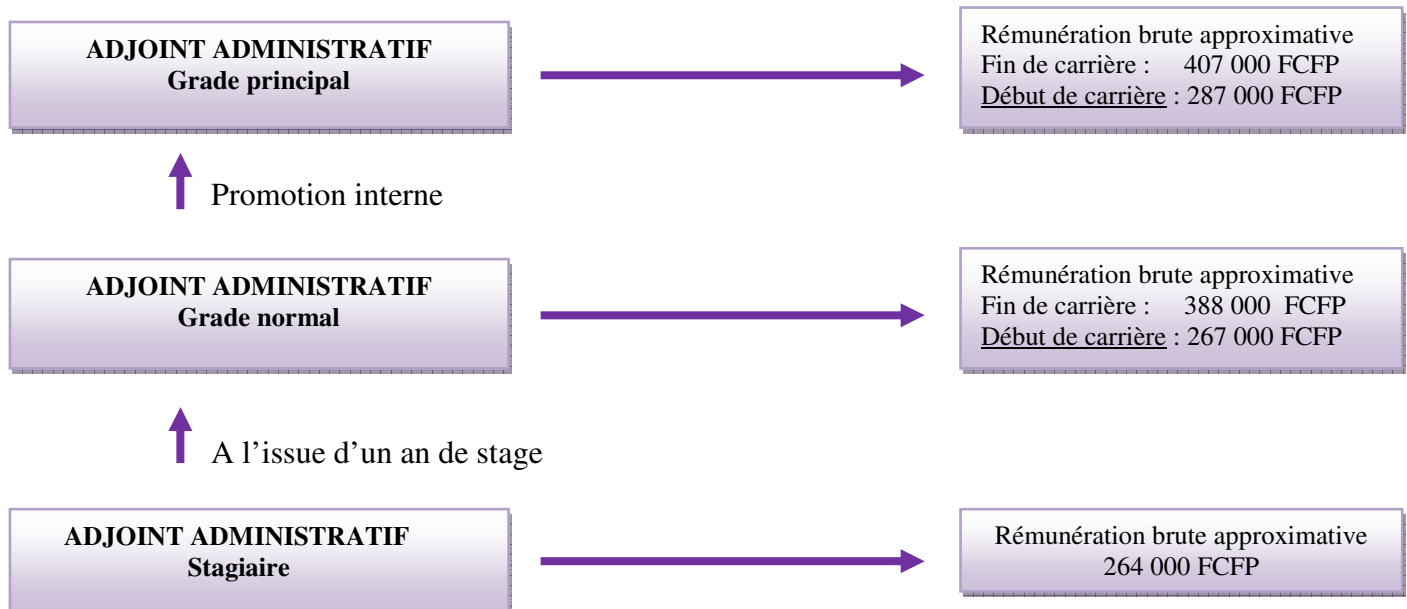 ADJOINT ADMINISTRATIF
Grade principal
Rémunération brute approximative
Fin de carrière : 407 000 FCFP
Début de carrière : 287 000 FCFP
Promotion interne
ADJOINT ADMINISTRATIF
Grade normal
Rémunération brute approximative
Fin de carrière : 388 000 FCFP
Début de carrière : 267 000 FCFP
A l’issue d’un an de stage
ADJOINT ADMINISTRATIF
Stagiaire
Rémunération brute approximative
264 000 FCFP